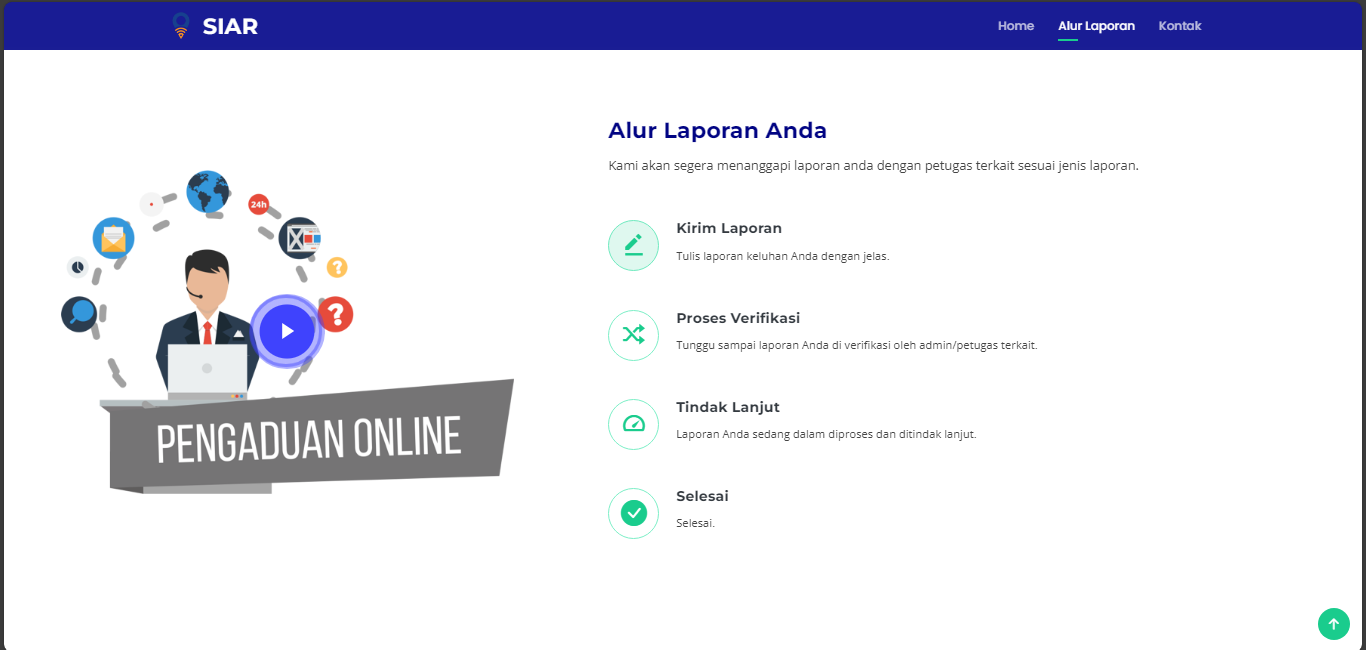 SIAR
Home
Alur Laporan
Kontak
24h
?
?
PENGADUAN ONLINE
Alur Laporan Anda
Kami akan segera menanggapi laporan anda dengan petugas terkait sesuai jenis laporan.
Kirim Laporan
Tulis laporan keluhan Anda dengan jelas.
Proses Verifikasi
Tunggu sampai laporan Anda di verifikasi oleh admin/petugas terkait.
Tindak Lanjut
Laporan Anda sedang dalam diproses dan ditindak lanjut.
Selesai
Selesai.